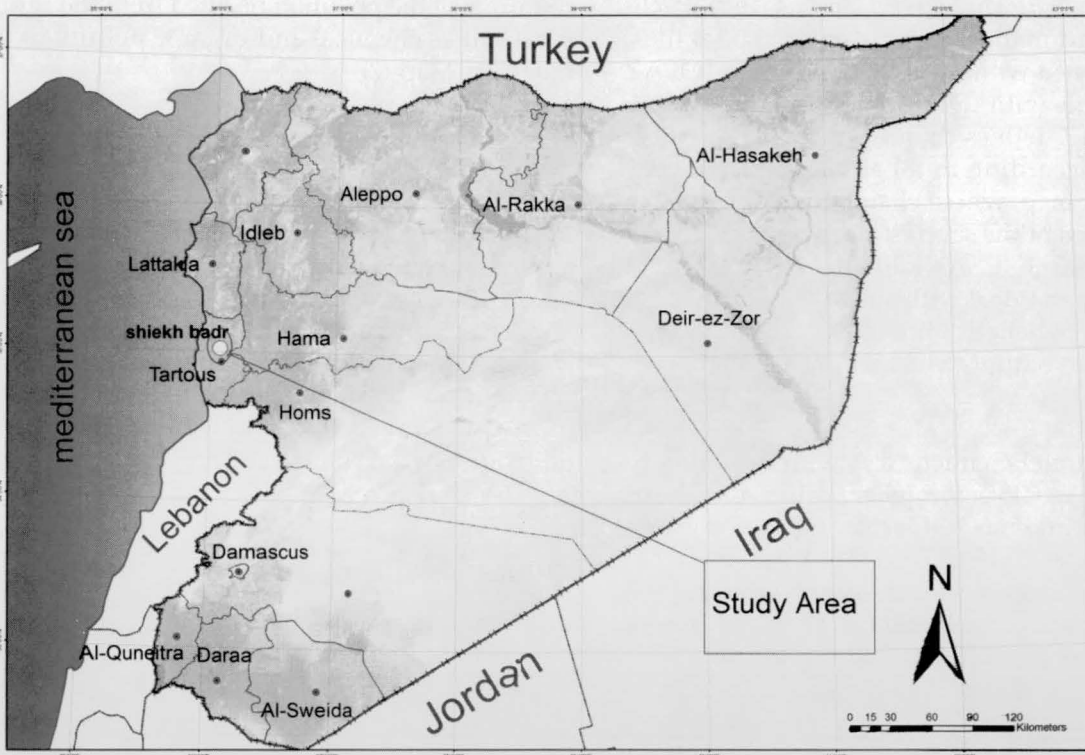 Turkey
mediterranean sea
Al-Hasakeh
Aleppo
Al-Rakka
Idleb
Lattakia
shiekh badr
Hama
Deir-ez-Zor
Tartous
Homs
Lebanon
Iraq
Damascus
Study Area
N
Al-Quneitra
Daraa
Al-Sweida
Jordan
0 15 30 60 90 120
Kilometers